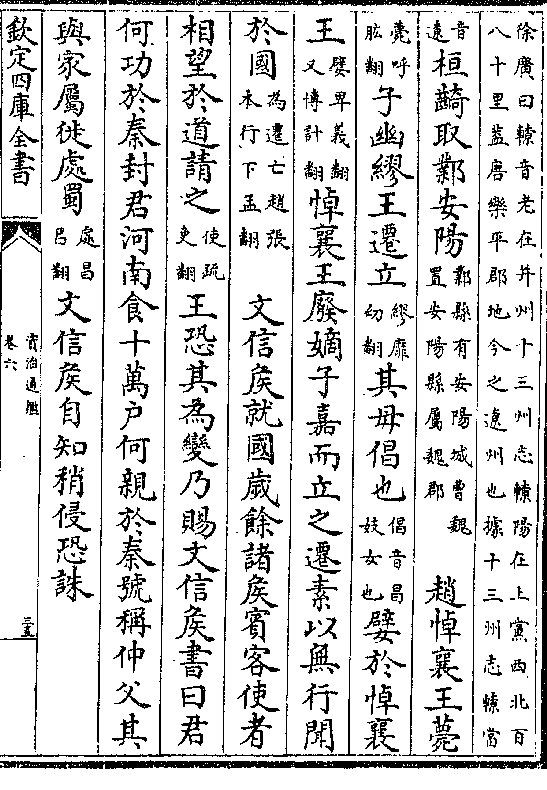 徐廣曰轑音老在并州十三州志轑陽在上黨西北百
八十里葢唐樂平郡地今之遼州也據十三州志轑當
音遼桓齮取鄴安陽鄴縣有安陽城曹魏置安陽縣屬魏郡　趙悼襄王薨
薨呼肱翻子幽繆王遷立繆靡幼翻其母倡也倡音昌妓女也嬖於悼襄
王嬖畀義翻又博計翻悼襄王廢嫡子嘉而立之遷素以無行聞
於國為遷亡趙張本行下孟翻　文信侯就國歲餘諸侯賓客使者
相望於道請之使疏吏翻王恐其為變乃賜文信侯書曰君
何功於秦封君河南食十萬户何親於秦號稱仲父其
與家屬徙處蜀處昌吕翻文信侯自知稍侵恐誅
欽定四庫全書
資治通鑑
卷六
三五